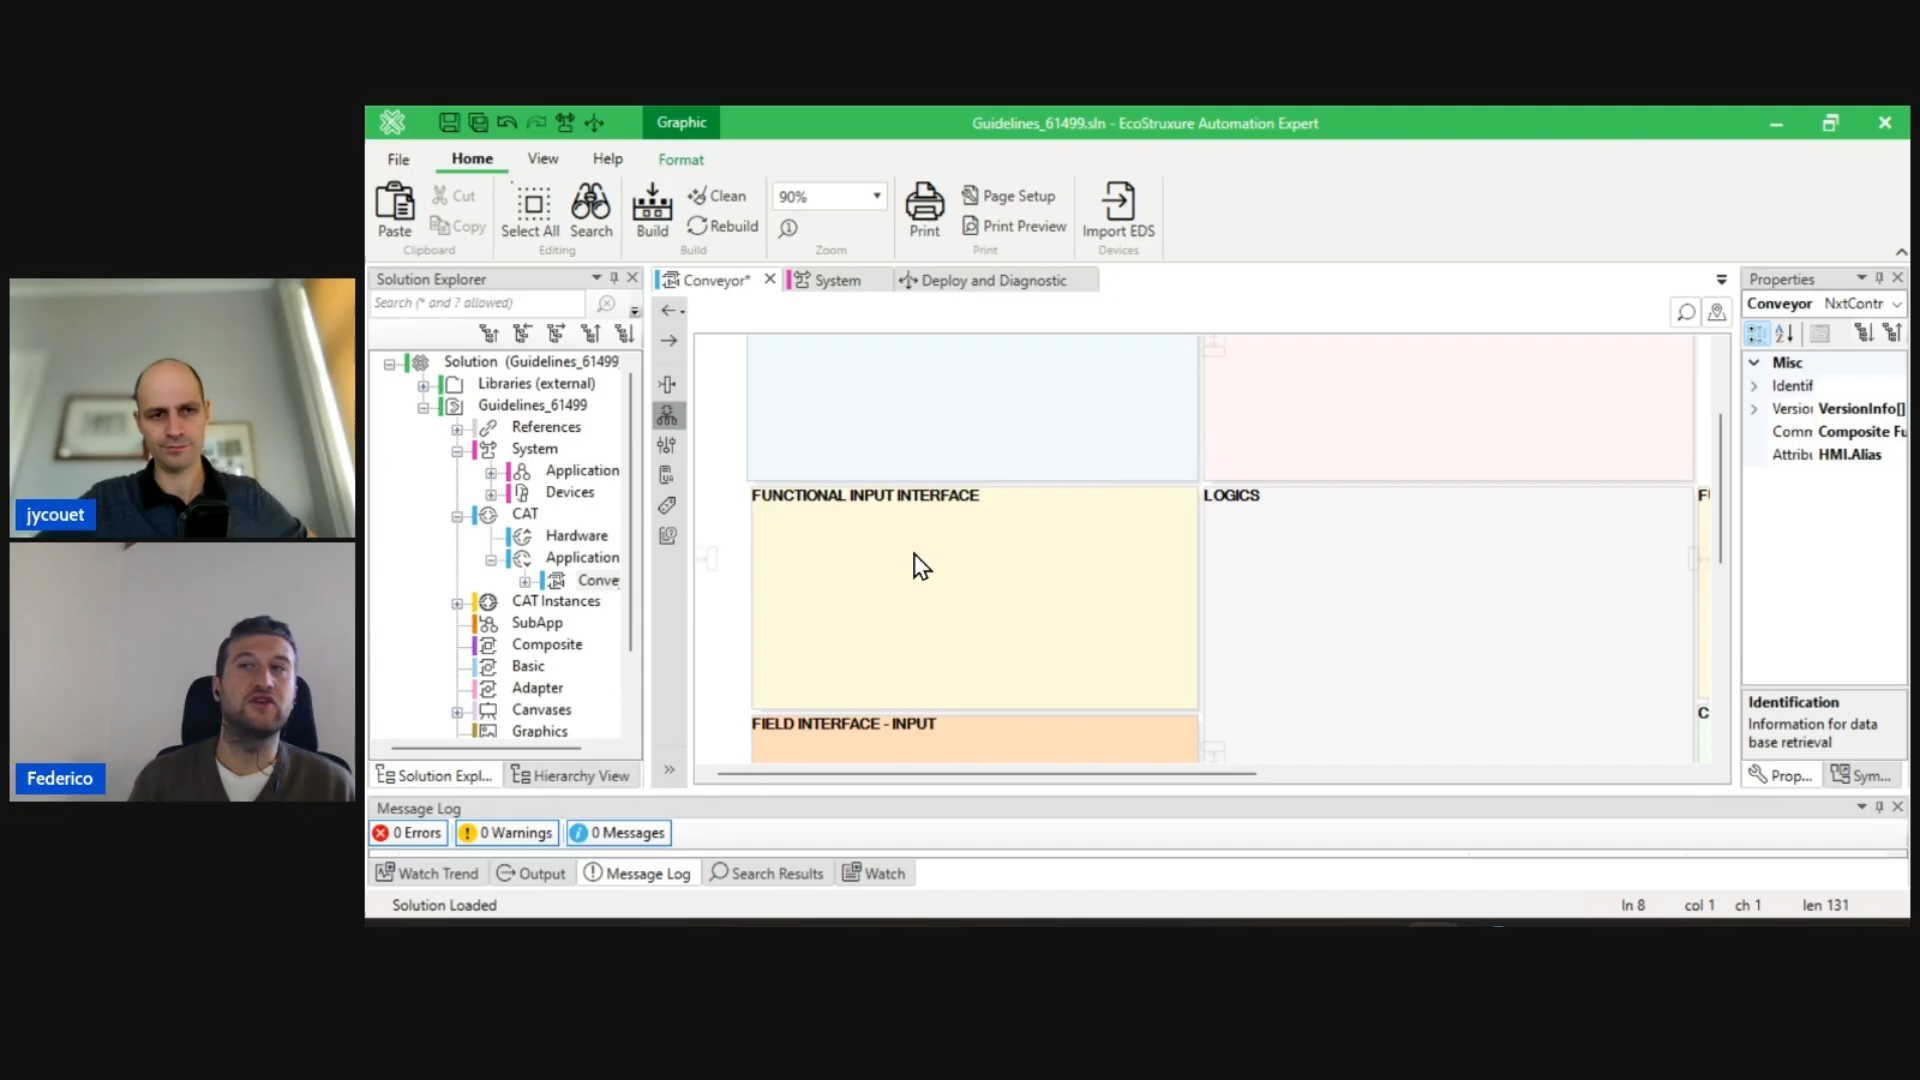 Graphic
Guidelines_61499.sln - EcoStruxure Automation Expert
File Home View Help Format
Paste
Cut
Copy
Clipboard
Select All
Search
Editing
Build
Clean
Rebuild
Build
90%
Zoom
Print
Page Setup
Print Preview
Print
Import EDS
Devices
Solution Explorer
Search (* and ? allowed)
Solution (Guidelines_61499
Libraries (external)
Guidelines_61499
References
System
Application
Devices
CAT
Hardware
Application
Conve
CAT Instances
SubApp
Composite
Basic
Adapter
Canvases
Graphics
Solution Expl...
Hierarchy View
Conveyor*
System
Deploy and Diagnostic
FUNCTIONAL INPUT INTERFACE
LOGICS
FIELD INTERFACE - INPUT
C
Properties
Conveyor NxtContr
Misc
Identif
Version VersionInfo[]
Comm Composite Fu
Attribu HMI.Alias
Identification
Information for data
base retrieval
Prop...
Sym...
Message Log
0 Errors
0 Warnings
0 Messages
Watch Trend
Output
Message Log
Search Results
Watch
Solution Loaded
ln 8 col 1 ch 1 len 131
jycouet
Federico